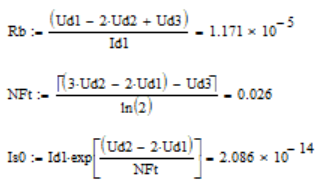 Rb := (Ud1 − 2·Ud2 + Ud3) / Id1 = 1.171 × 10^−5
NFt := [(3·Ud2 − 2·Ud1) − Ud3] / ln(2) = 0.026
Is0 := Id1·exp[(Ud2 − 2·Ud1) / NFt] = 2.086 × 10^−14